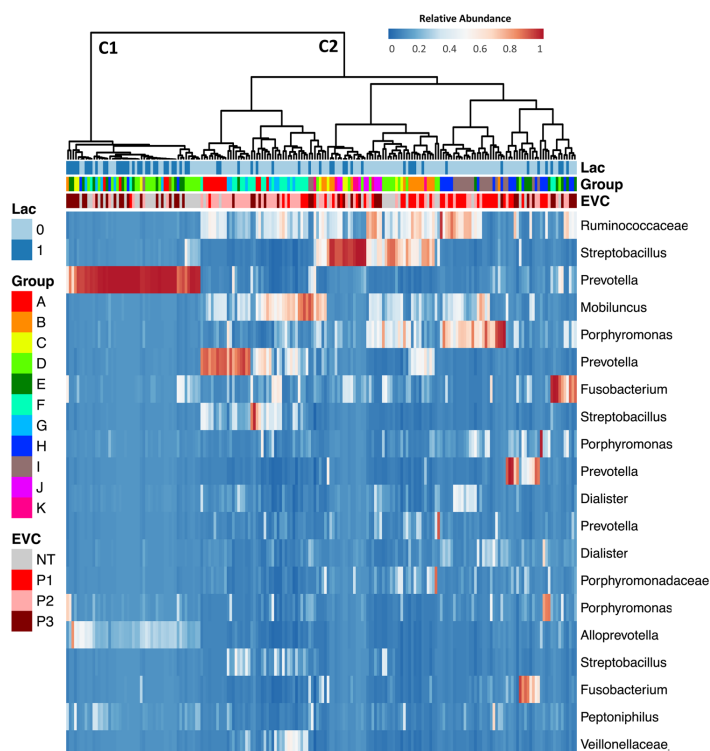 Relative Abundance
0 0.2 0.4 0.6 0.8 1
C1 C2
Lac
Group
EVC
Lac
0
1
Group
A
B
C
D
E
F
G
H
I
J
K
EVC
NT
P1
P2
P3
Ruminococcaceae
Streptobacillus
Prevotella
Mobiluncus
Porphyromonas
Prevotella
Fusobacterium
Streptobacillus
Porphyromonas
Prevotella
Dialister
Prevotella
Dialister
Porphyromonadaceae
Porphyromonas
Alloprevotella
Streptobacillus
Fusobacterium
Peptoniphilus
Veillonellaceae